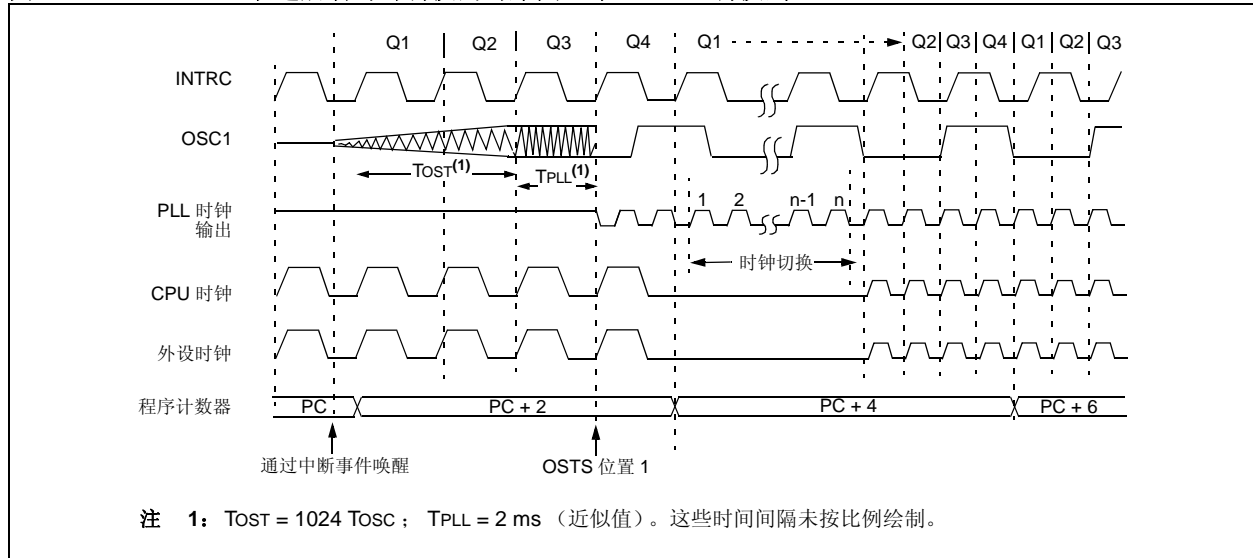 Q1 Q2 Q3 Q4 Q1 Q2 Q3 Q4 Q1 Q2 Q3
INTRC
OSC1
TOST(1) TPLL(1)
PLL 时钟
输出
1 2 n-1 n
时钟切换
CPU 时钟
外设时钟
程序计数器 PC PC + 2 PC + 4 PC + 6
通过中断事件唤醒 OSTS 位置 1
注 1: TOST = 1024 TOSC ; TPLL = 2 ms （近似值）。这些时间间隔未按比例绘制。